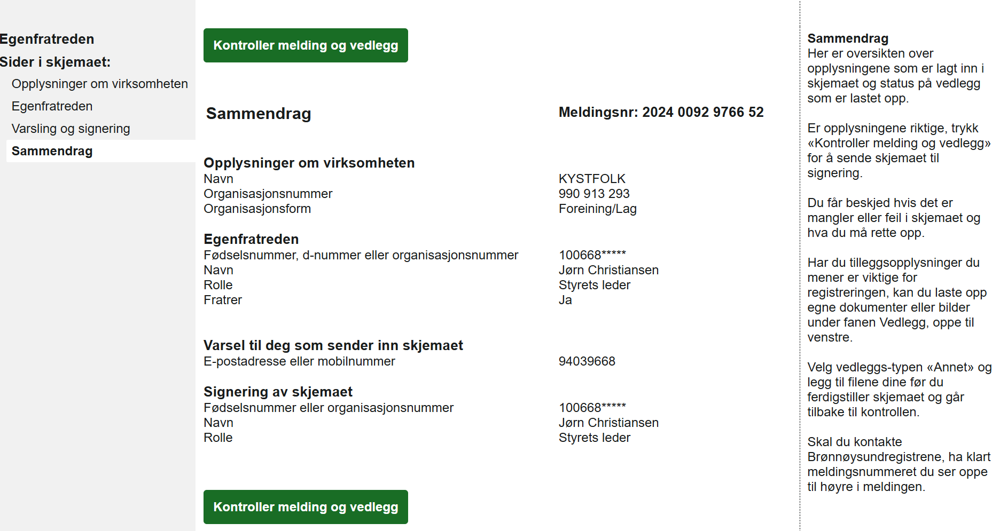 Egenfratreden
Sider i skjemaet:
Opplysninger om virksomheten
Egenfratreden
Varsling og signering
Sammendrag
Kontroller melding og vedlegg
Sammendrag
Meldingsnr: 2024 0092 9766 52
Opplysninger om virksomheten
Navn KYSTFOLK
Organisasjonsnummer 990 913 293
Organisasjonsform Foreining/Lag
Egenfratreden
Fødselsnummer, d-nummer eller organisasjonsnummer 100668*****
Navn Jørn Christiansen
Rolle Styrets leder
Fratrer Ja
Varsel til deg som sender inn skjemaet
E-postadresse eller mobilnummer 94039668
Signering av skjemaet
Fødselsnummer eller organisasjonsnummer 100668*****
Navn Jørn Christiansen
Rolle Styrets leder
Kontroller melding og vedlegg
Sammendrag
Her er oversikten over
opplysningene som er lagt inn i
skjemaet og status på vedlegg
som er lastet opp.
Er opplysningene riktige, trykk
«Kontroller melding og vedlegg»
for å sende skjemaet til
signering.
Du får beskjed hvis det er
mangler eller feil i skjemaet og
hva du må rette opp.
Har du tilleggsopplysninger du
mener er viktige for
registreringen, kan du laste opp
egne dokumenter eller bilder
under fanen Vedlegg, oppe til
venstre.
Velg vedleggs-typen «Annet» og
legg til filene dine før du
ferdigstiller skjemaet og går
tilbake til kontrollen.
Skal du kontakte
Brønnøysundregistrene, ha klart
meldingsnummeret du ser oppe
til høyre i meldingen.